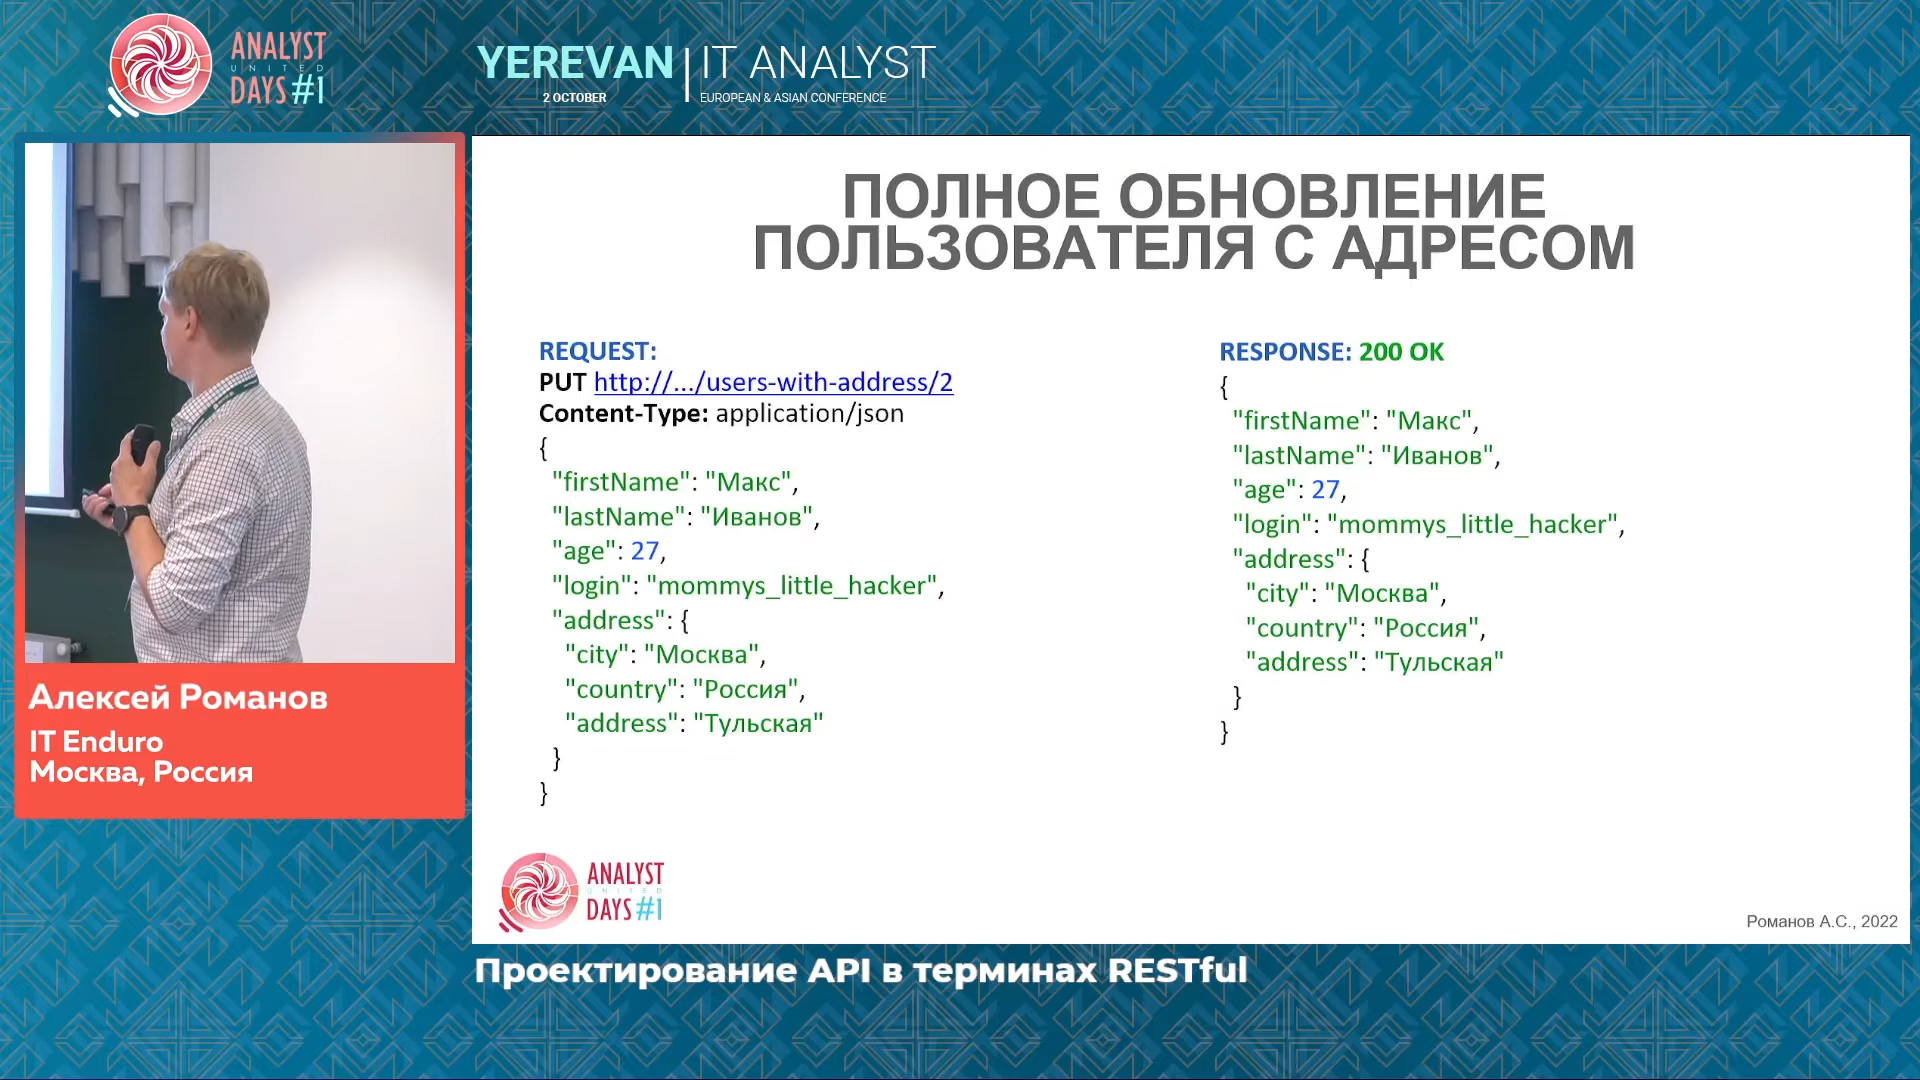 ANALYST
UNITED
DAYS #1
YEREVAN
2 OCTOBER
IT ANALYST
EUROPEAN & ASIAN CONFERENCE
Алексей Романов
IT Enduro
Москва, Россия
ПОЛНОЕ ОБНОВЛЕНИЕ
ПОЛЬЗОВАТЕЛЯ С АДРЕСОМ
REQUEST:
PUT http://.../users-with-address/2
Content-Type: application/json
{
"firstName": "Макс",
"lastName": "Иванов",
"age": 27,
"login": "mommys_little_hacker",
"address": {
"city": "Москва",
"country": "Россия",
"address": "Тульская"
}
}
RESPONSE: 200 OK
{
"firstName": "Макс",
"lastName": "Иванов",
"age": 27,
"login": "mommys_little_hacker",
"address": {
"city": "Москва",
"country": "Россия",
"address": "Тульская"
}
}
ANALYST
UNITED
DAYS #1
Романов А.С., 2022
Проектирование API в терминах RESTful